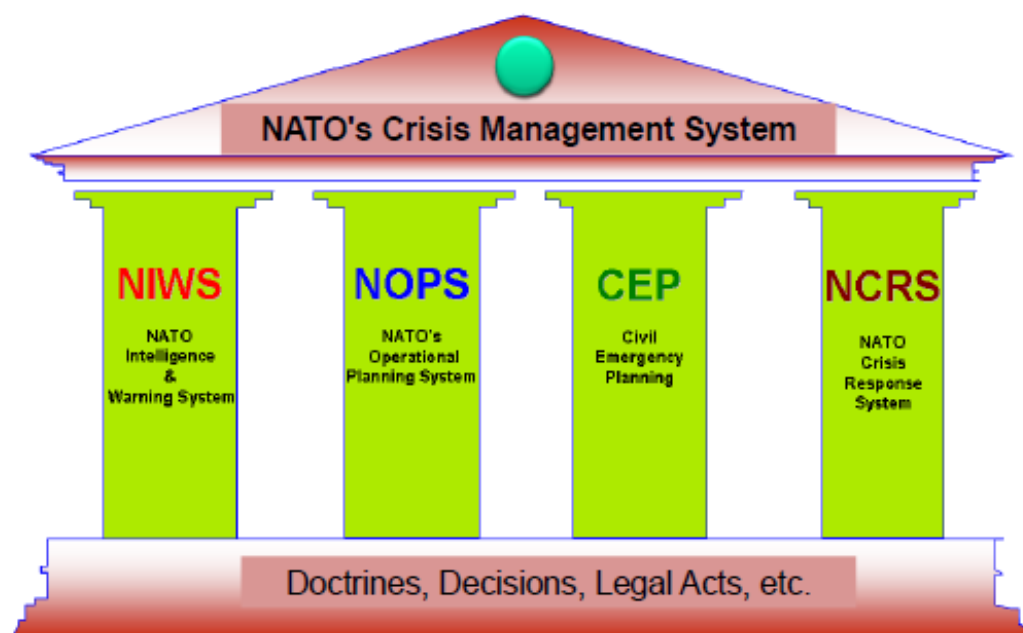 NATO's Crisis Management System
NIWS
NATO
Intelligence
&
Warning System
NOPS
NATO's
Operational
Planning System
CEP
Civil
Emergency
Planning
NCRS
NATO
Crisis
Response
System
Doctrines, Decisions, Legal Acts, etc.